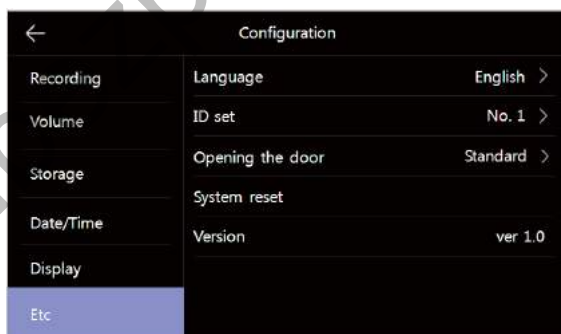 Configuration
Recording
Volume
Storage
Date/Time
Display
Etc
Language English
ID set No. 1
Opening the door Standard
System reset
Version ver 1.0